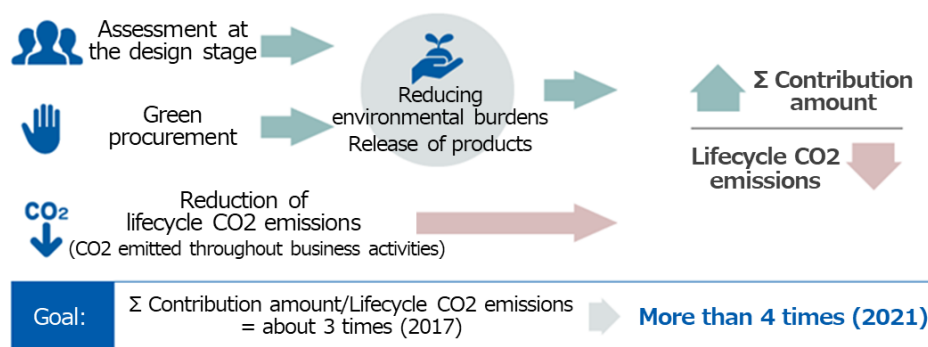 Assessment at
the design stage
Green
procurement
Reducing
environmental burdens
Release of products
Σ Contribution
amount
Lifecycle CO2
emissions
CO₂
Reduction of
lifecycle CO2 emissions
(CO2 emitted throughout business activities)
Goal:
Σ Contribution amount/Lifecycle CO2 emissions
= about 3 times (2017)
More than 4 times (2021)